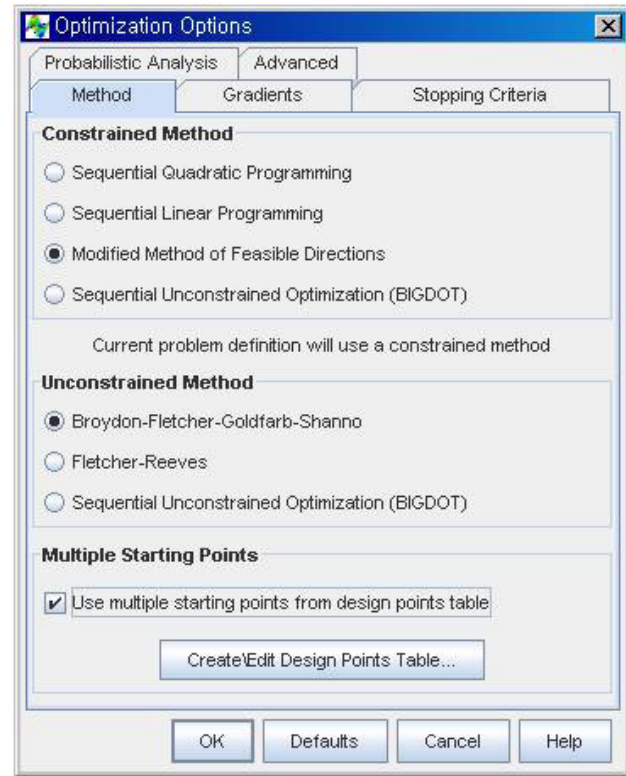 Optimization Options
Probabilistic Analysis Advanced
Method Gradients Stopping Criteria
Constrained Method
Sequential Quadratic Programming
Sequential Linear Programming
Modified Method of Feasible Directions
Sequential Unconstrained Optimization (BIGDOT)
Current problem definition will use a constrained method
Unconstrained Method
Broydon-Fletcher-Goldfarb-Shanno
Fletcher-Reeves
Sequential Unconstrained Optimization (BIGDOT)
Multiple Starting Points
Use multiple starting points from design points table
Create\Edit Design Points Table...
OK Defaults Cancel Help